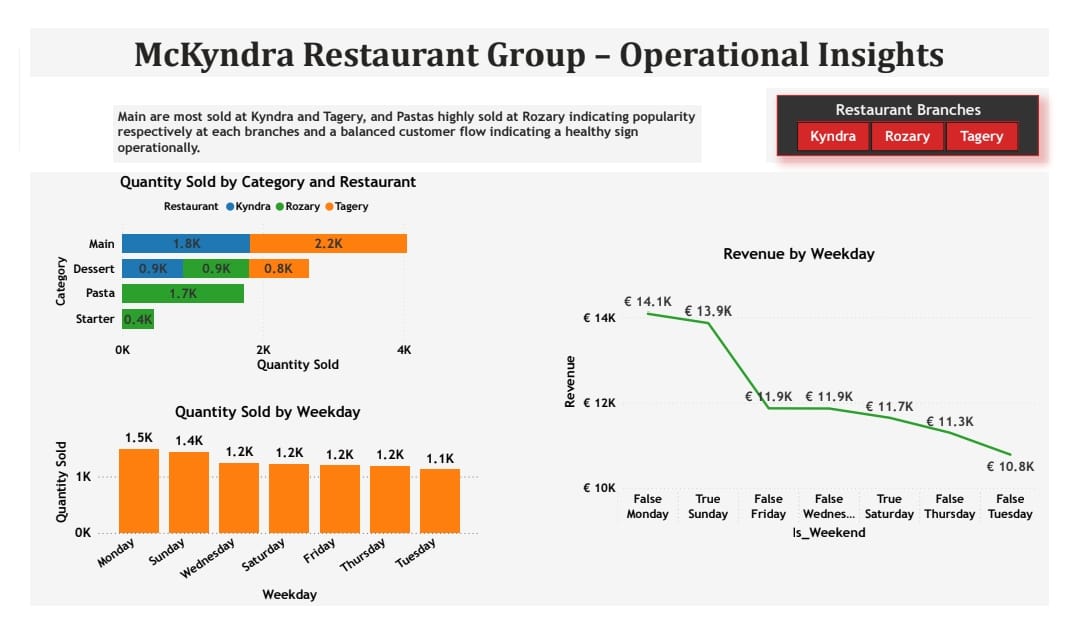 McKyndra Restaurant Group – Operational Insights
Main are most sold at Kyndra and Tagery, and Pastas highly sold at Rozary indicating popularity
respectively at each branches and a balanced customer flow indicating a healthy sign
operationally.
Restaurant Branches
Kyndra Rozary Tagery
Quantity Sold by Category and Restaurant
Restaurant Kyndra Rozary Tagery
Category
Main 1.8K 2.2K
Dessert 0.9K 0.9K 0.8K
Pasta 1.7K
Starter 0.4K
0K 2K 4K
Quantity Sold
Quantity Sold by Weekday
Quantity Sold
1.5K 1.4K 1.2K 1.2K 1.2K 1.2K 1.1K
1K
0K
Monday Sunday Wednesday Saturday Friday Thursday Tuesday
Weekday
Revenue by Weekday
Revenue
€ 14.1K € 13.9K € 11.9K € 11.9K € 11.7K € 11.3K € 10.8K
€ 14K
€ 12K
€ 10K
False True False False True False False
Monday Sunday Friday Wednes... Saturday Thursday Tuesday
Is_Weekend